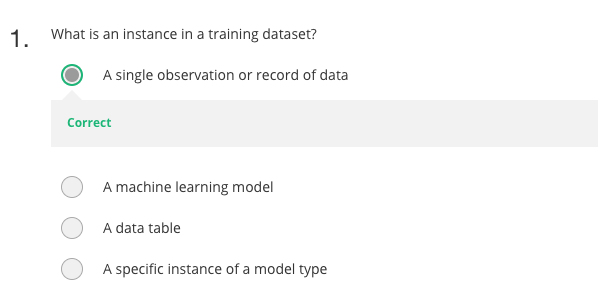 1. What is an instance in a training dataset?
A single observation or record of data
Correct
A machine learning model
A data table
A specific instance of a model type